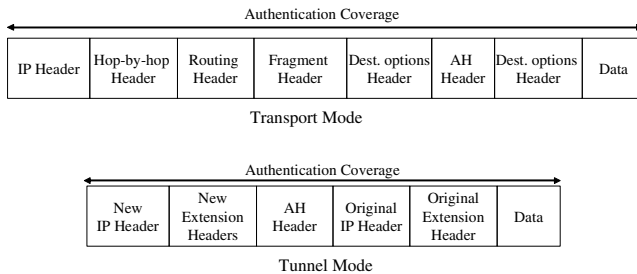 Authentication Coverage
IP Header
Hop-by-hop
Header
Routing
Header
Fragment
Header
Dest. options
Header
AH
Header
Dest. options
Header
Data
Transport Mode
Authentication Coverage
New
IP Header
New
Extension
Headers
AH
Header
Original
IP Header
Original
Extension
Header
Data
Tunnel Mode